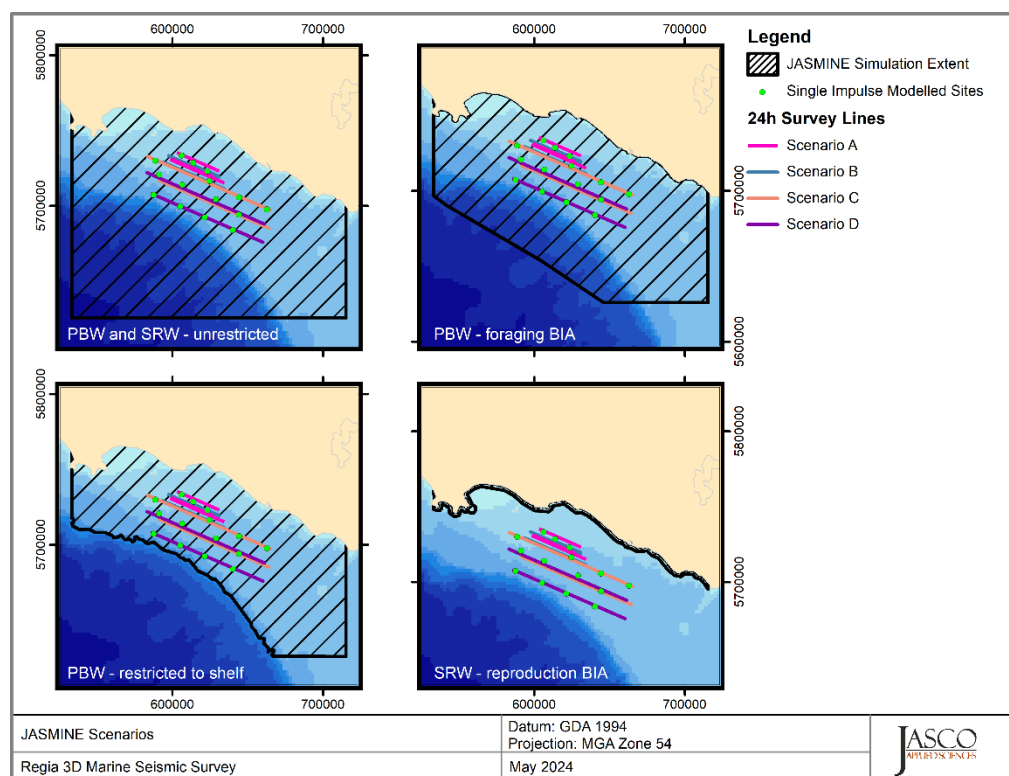 600000
700000
600000
700000
5800000
5700000
PBW and SRW - unrestricted
5700000
5600000
PBW - foraging BIA
5800000
5700000
PBW - restricted to shelf
600000
700000
5800000
5700000
SRW - reproduction BIA
600000
700000
Legend
JASMINE Simulation Extent
Single Impulse Modelled Sites
24h Survey Lines
Scenario A
Scenario B
Scenario C
Scenario D
JASMINE Scenarios
Datum: GDA 1994
Projection: MGA Zone 54
Regia 3D Marine Seismic Survey
May 2024
JASCO
APPLIED SCIENCES